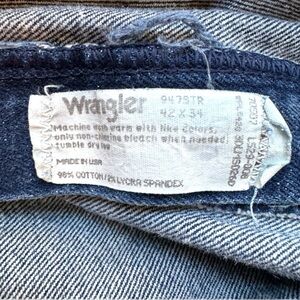 Wrangler
947STR
42 X 34
Machine wash warm with like colors,
only non-chlorine bleach when needed,
tumble dry low
MADE IN USA
98% COTTON/2% LYCRA SPANDEX